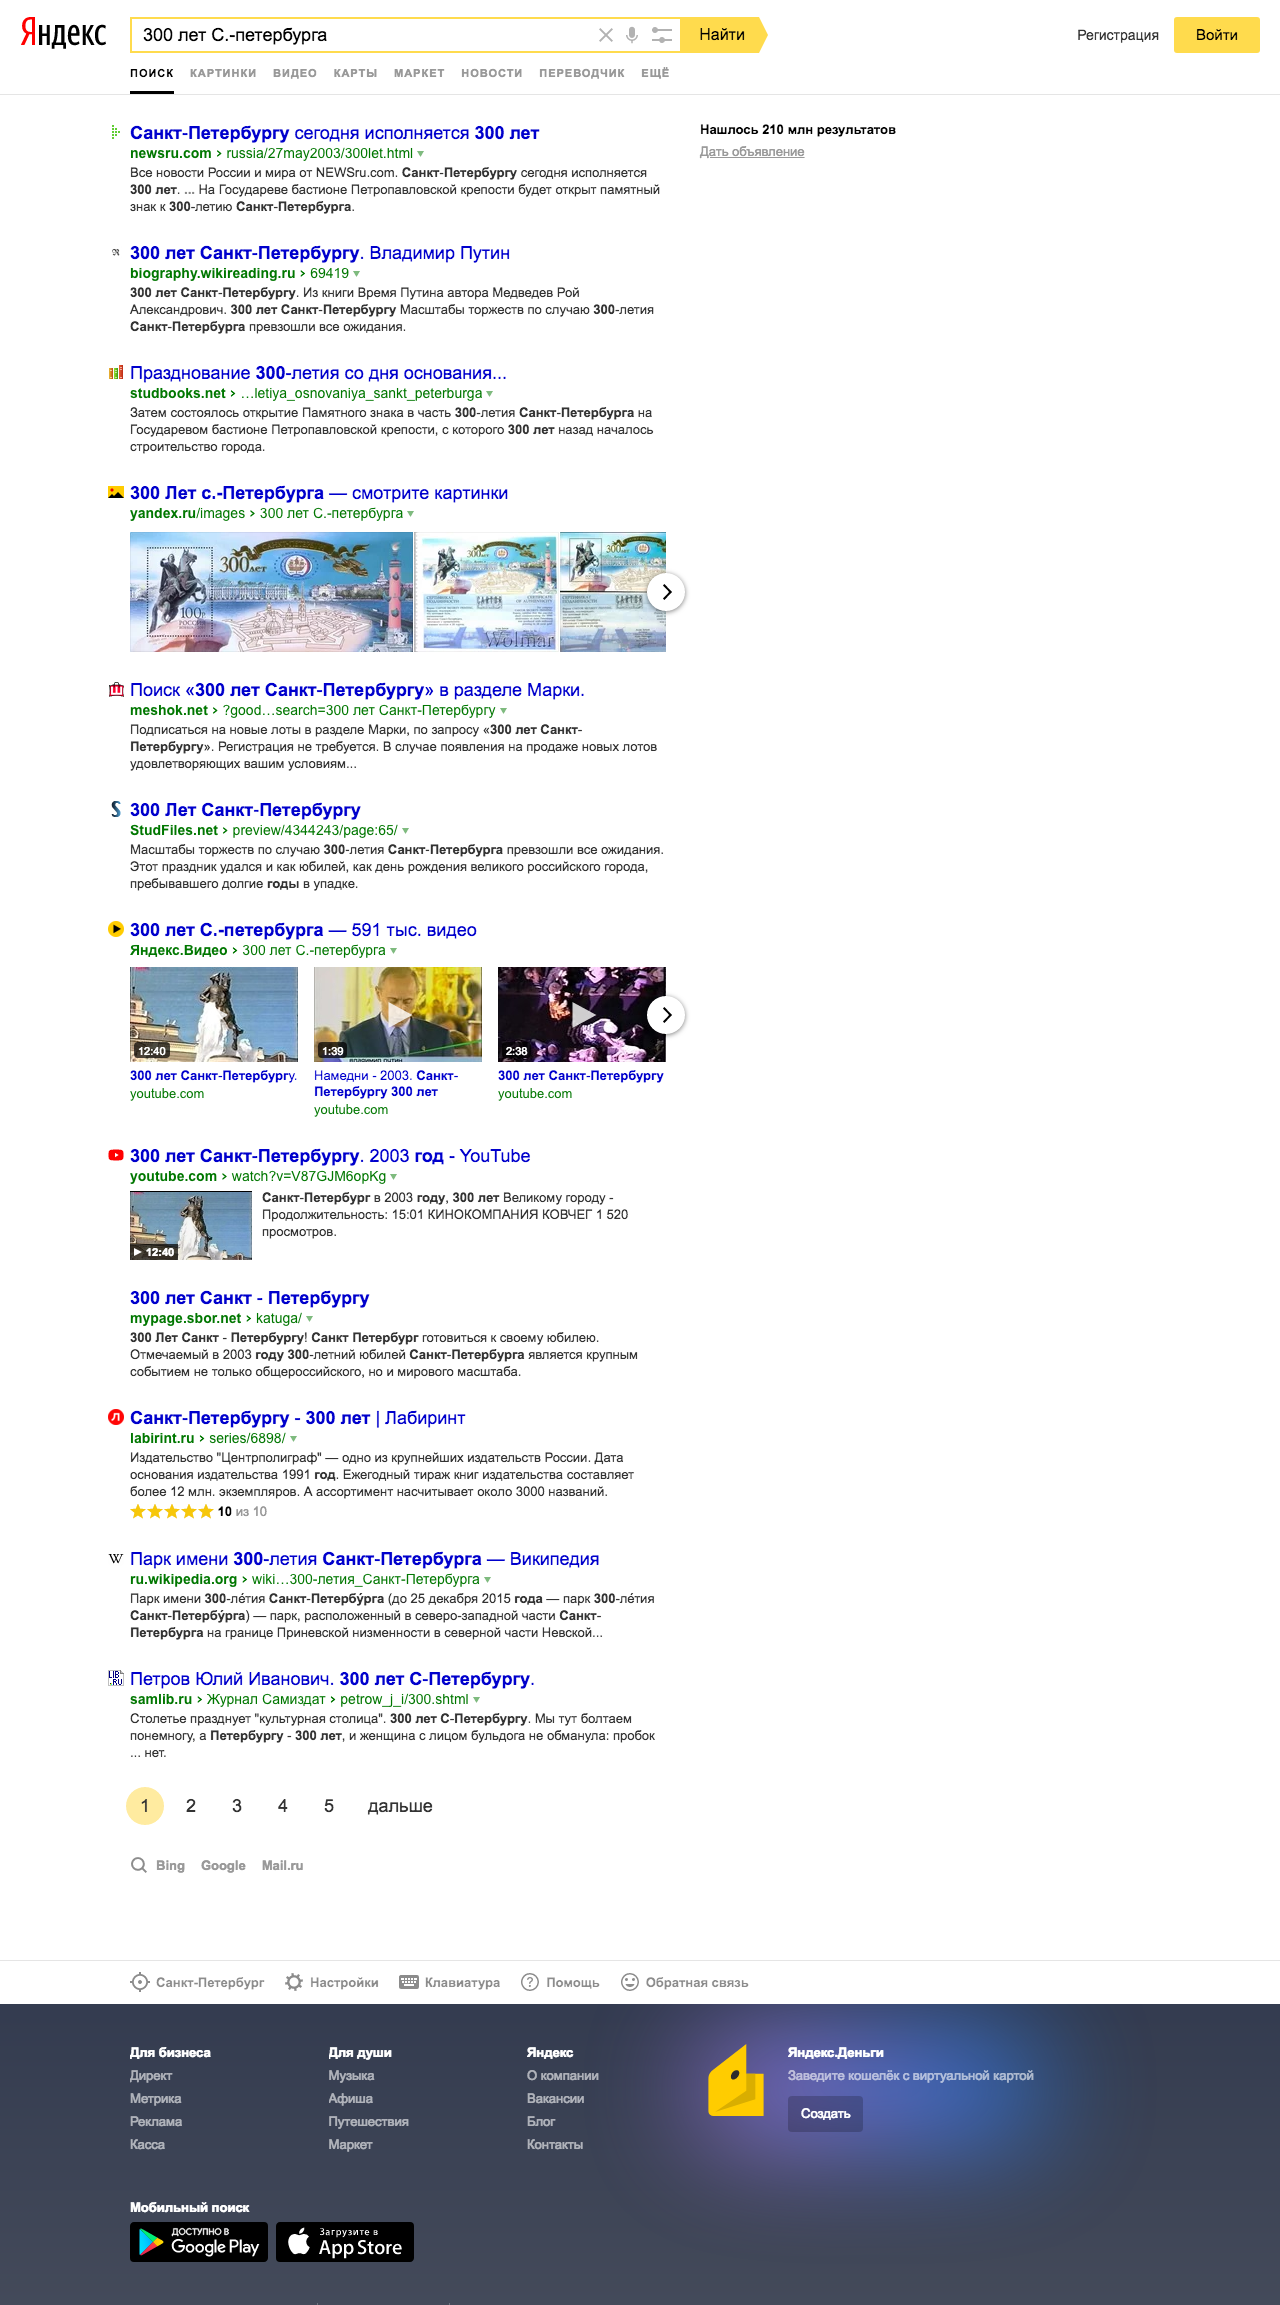 Яндекс
300 лет С.-петербурга
Найти
Регистрация
Войти
ПОИСК КАРТИНКИ ВИДЕО КАРТЫ МАРКЕТ НОВОСТИ ПЕРЕВОДЧИК ЕЩЁ
Нашлось 210 млн результатов
Дать объявление
Санкт-Петербургу сегодня исполняется 300 лет
newsru.com › russia/27may2003/300let.html
Все новости России и мира от NEWSru.com. Санкт-Петербургу сегодня исполняется
300 лет. ... На Государеве бастионе Петропавловской крепости будет открыт памятный
знак к 300-летию Санкт-Петербурга.
300 лет Санкт-Петербургу. Владимир Путин
biography.wikireading.ru › 69419
300 лет Санкт-Петербургу. Из книги Время Путина автора Медведев Рой
Александрович. 300 лет Санкт-Петербургу Масштабы торжеств по случаю 300-летия
Санкт-Петербурга превзошли все ожидания.
Празднование 300-летия со дня основания...
studbooks.net › …letiya_osnovaniya_sankt_peterburga
Затем состоялось открытие Памятного знака в часть 300-летия Санкт-Петербурга на
Государевом бастионе Петропавловской крепости, с которого 300 лет назад началось
строительство города.
300 Лет с.-Петербурга — смотрите картинки
yandex.ru/images › 300 лет С.-петербурга
300 лет
100р
РОССИЯ
Wolmar
Поиск «300 лет Санкт-Петербургу» в разделе Марки.
meshok.net › ?good…search=300 лет Санкт-Петербургу
Подписаться на новые лоты в разделе Марки, по запросу «300 лет Санкт-
Петербургу». Регистрация не требуется. В случае появления на продаже новых лотов
удовлетворяющих вашим условиям...
300 Лет Санкт-Петербургу
StudFiles.net › preview/4344243/page:65/
Масштабы торжеств по случаю 300-летия Санкт-Петербурга превзошли все ожидания.
Этот праздник удался и как юбилей, как день рождения великого российского города,
пребывавшего долгие годы в упадке.
300 лет С.-петербурга — 591 тыс. видео
Яндекс.Видео › 300 лет С.-петербурга
12:40
1:39
ВЛАДИМИР ПУТИН
2:38
300 лет Санкт-Петербургу.
youtube.com
Намедни - 2003. Санкт-
Петербургу 300 лет
youtube.com
300 лет Санкт-Петербургу
youtube.com
300 лет Санкт-Петербургу. 2003 год - YouTube
youtube.com › watch?v=V87GJM6opKg
12:40
Санкт-Петербург в 2003 году, 300 лет Великому городу -
Продолжительность: 15:01 КИНОКОМПАНИЯ КОВЧЕГ 1 520
просмотров.
300 лет Санкт - Петербургу
mypage.sbor.net › katuga/
300 Лет Санкт - Петербургу! Санкт Петербург готовиться к своему юбилею.
Отмечаемый в 2003 году 300-летний юбилей Санкт-Петербурга является крупным
событием не только общероссийского, но и мирового масштаба.
Санкт-Петербургу - 300 лет | Лабиринт
labirint.ru › series/6898/
Издательство "Центрполиграф" — одно из крупнейших издательств России. Дата
основания издательства 1991 год. Ежегодный тираж книг издательства составляет
более 12 млн. экземпляров. А ассортимент насчитывает около 3000 названий.
10 из 10
W
Парк имени 300-летия Санкт-Петербурга — Википедия
ru.wikipedia.org › wiki…300-летия_Санкт-Петербурга
Парк имени 300-ле́тия Санкт-Петербу́рга (до 25 декабря 2015 года — парк 300-ле́тия
Санкт-Петербу́рга) — парк, расположенный в северо-западной части Санкт-
Петербурга на границе Приневской низменности в северной части Невской...
LIB
.RU
Петров Юлий Иванович. 300 лет С-Петербургу.
samlib.ru › Журнал Самиздат › petrow_j_i/300.shtml
Столетье празднует "культурная столица". 300 лет С-Петербургу. Мы тут болтаем
понемногу, а Петербургу - 300 лет, и женщина с лицом бульдога не обманула: пробок
... нет.
1 2 3 4 5 дальше
Bing Google Mail.ru
Санкт-Петербург Настройки Клавиатура Помощь Обратная связь
Для бизнеса
Директ
Метрика
Реклама
Касса
Для души
Музыка
Афиша
Путешествия
Маркет
Яндекс
О компании
Вакансии
Блог
Контакты
Яндекс.Деньги
Заведите кошелёк с виртуальной картой
Создать
Мобильный поиск
ДОСТУПНО В
Google Play
Загрузите в
App Store